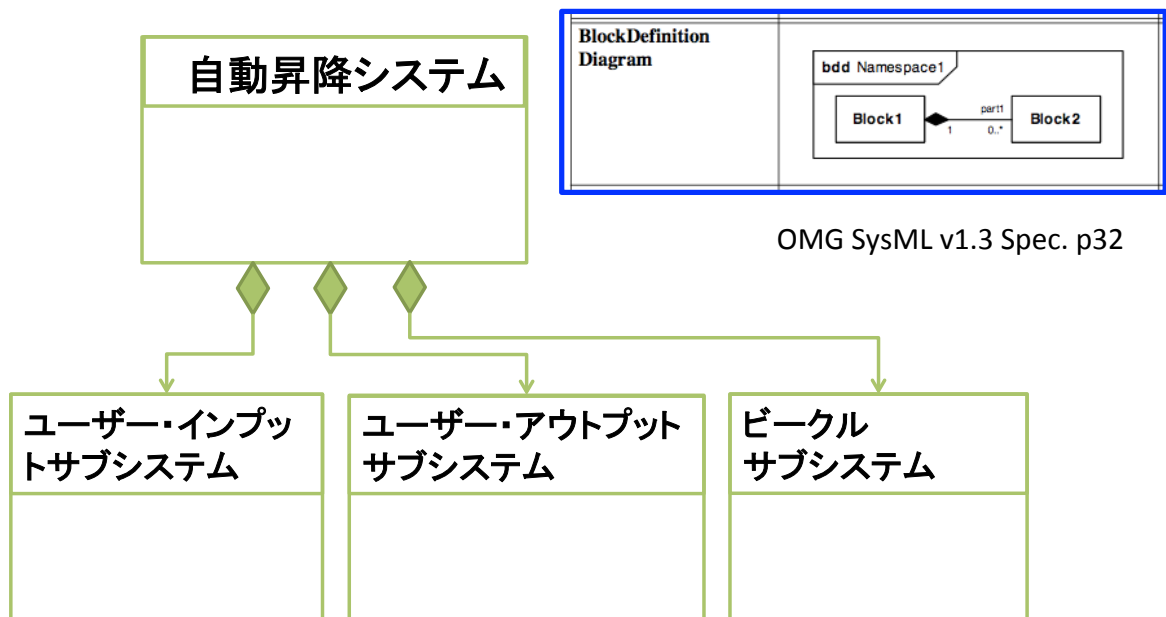 自動昇降システム
BlockDefinition
Diagram
bdd Namespace1
Block1
1
part1
0..*
Block2
OMG SysML v1.3 Spec. p32
ユーザー・インプッ
トサブシステム
ユーザー・アウトプット
サブシステム
ビークル
サブシステム